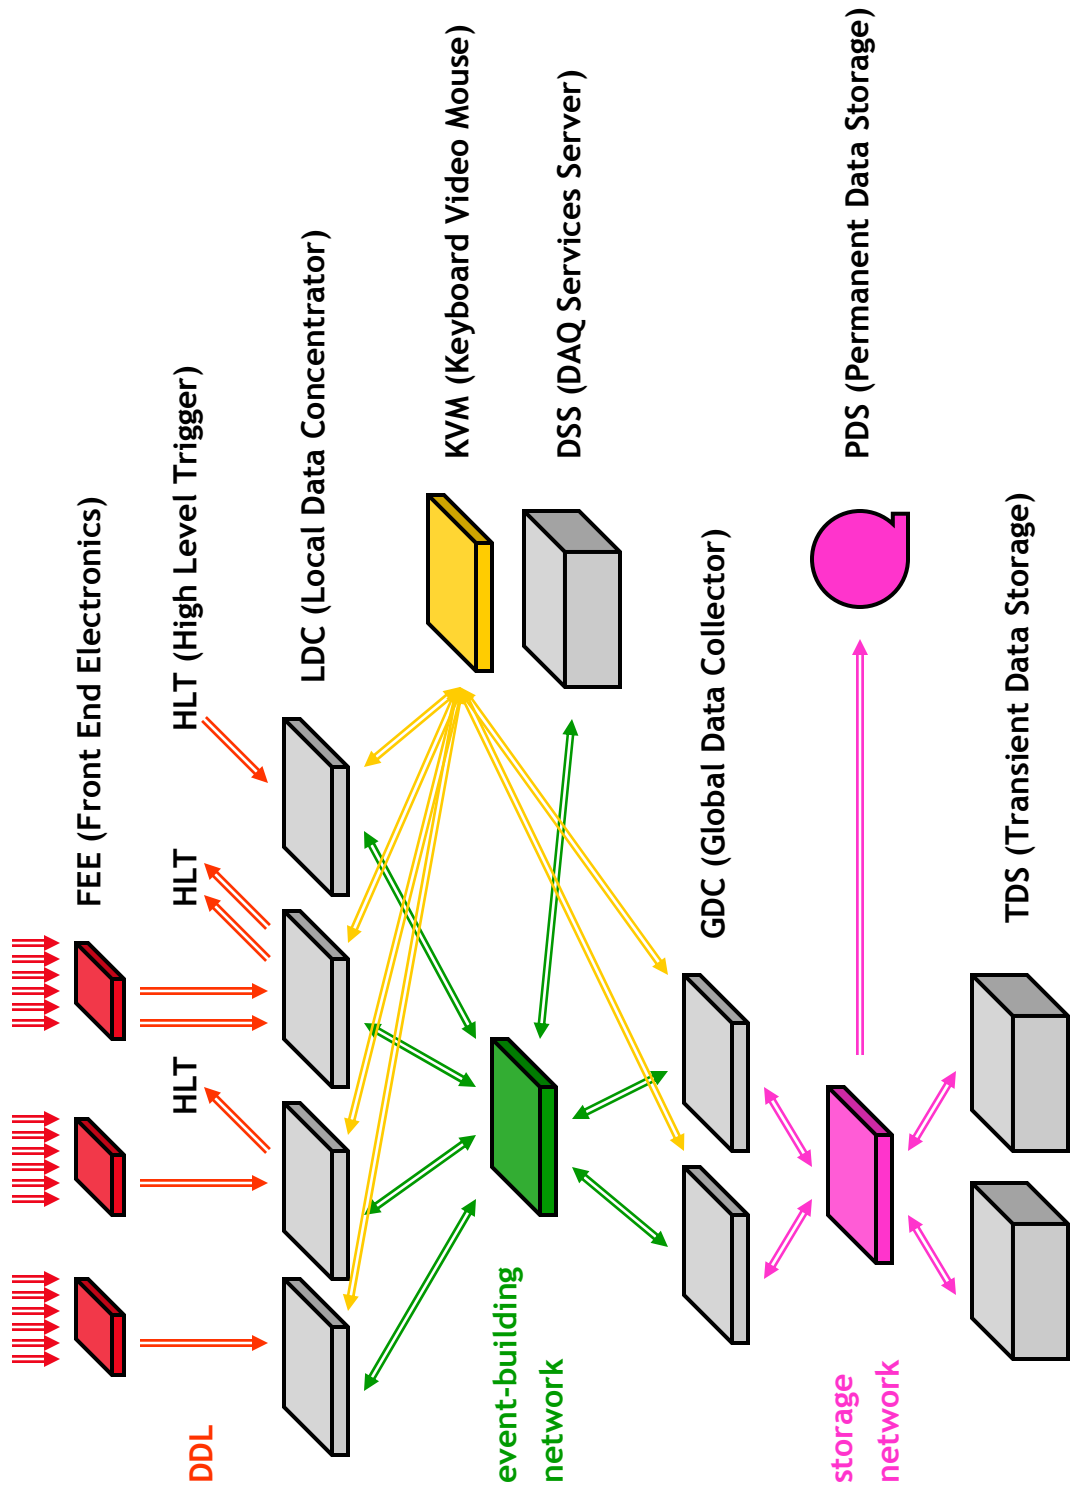 FEE (Front End Electronics)
DDL
HLT
HLT
HLT (High Level Trigger)
LDC (Local Data Concentrator)
KVM (Keyboard Video Mouse)
event-building
network
DSS (DAQ Services Server)
GDC (Global Data Collector)
storage
network
PDS (Permanent Data Storage)
TDS (Transient Data Storage)